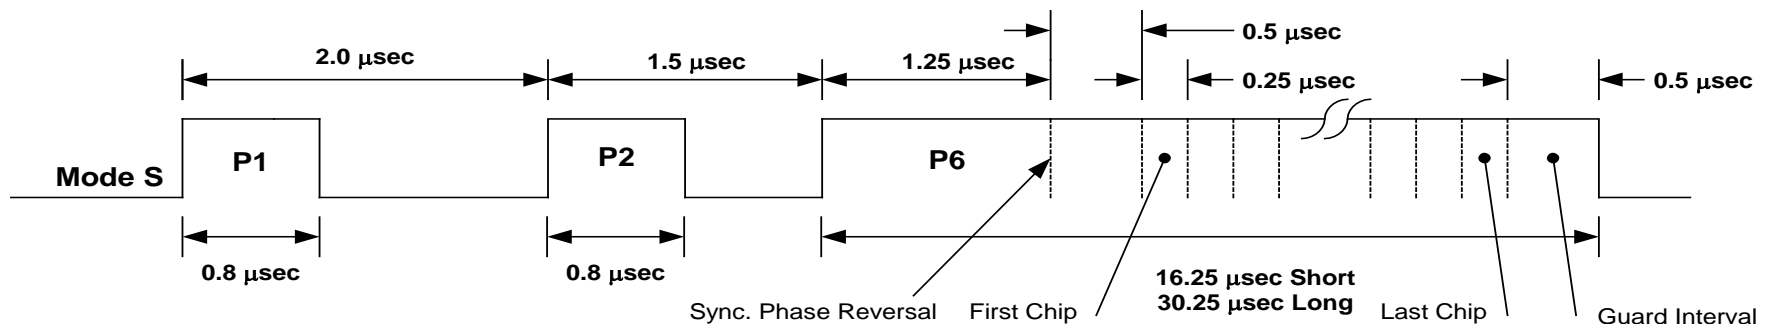 0.5 μsec
2.0 μsec
1.5 μsec
1.25 μsec
0.25 μsec
0.5 μsec
Mode S
P1
P2
P6
0.8 μsec
0.8 μsec
16.25 μsec Short
30.25 μsec Long
Sync. Phase Reversal
First Chip
Last Chip
Guard Interval